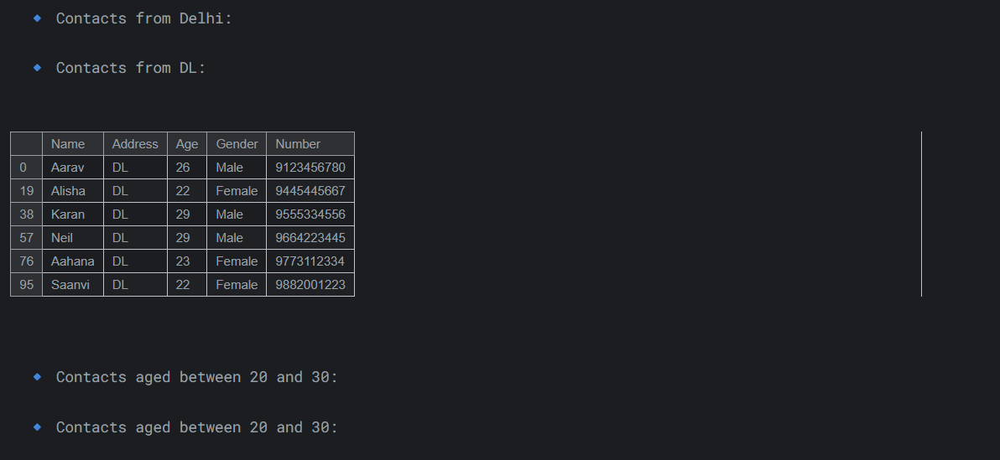 🔹 Contacts from Delhi:
🔹 Contacts from DL:
Name Address Age Gender Number
0 Aarav DL 26 Male 9123456780
19 Alisha DL 22 Female 9445445667
38 Karan DL 29 Male 9555334556
57 Neil DL 29 Male 9664223445
76 Aahana DL 23 Female 9773112334
95 Saanvi DL 22 Female 9882001223
🔹 Contacts aged between 20 and 30:
🔹 Contacts aged between 20 and 30: